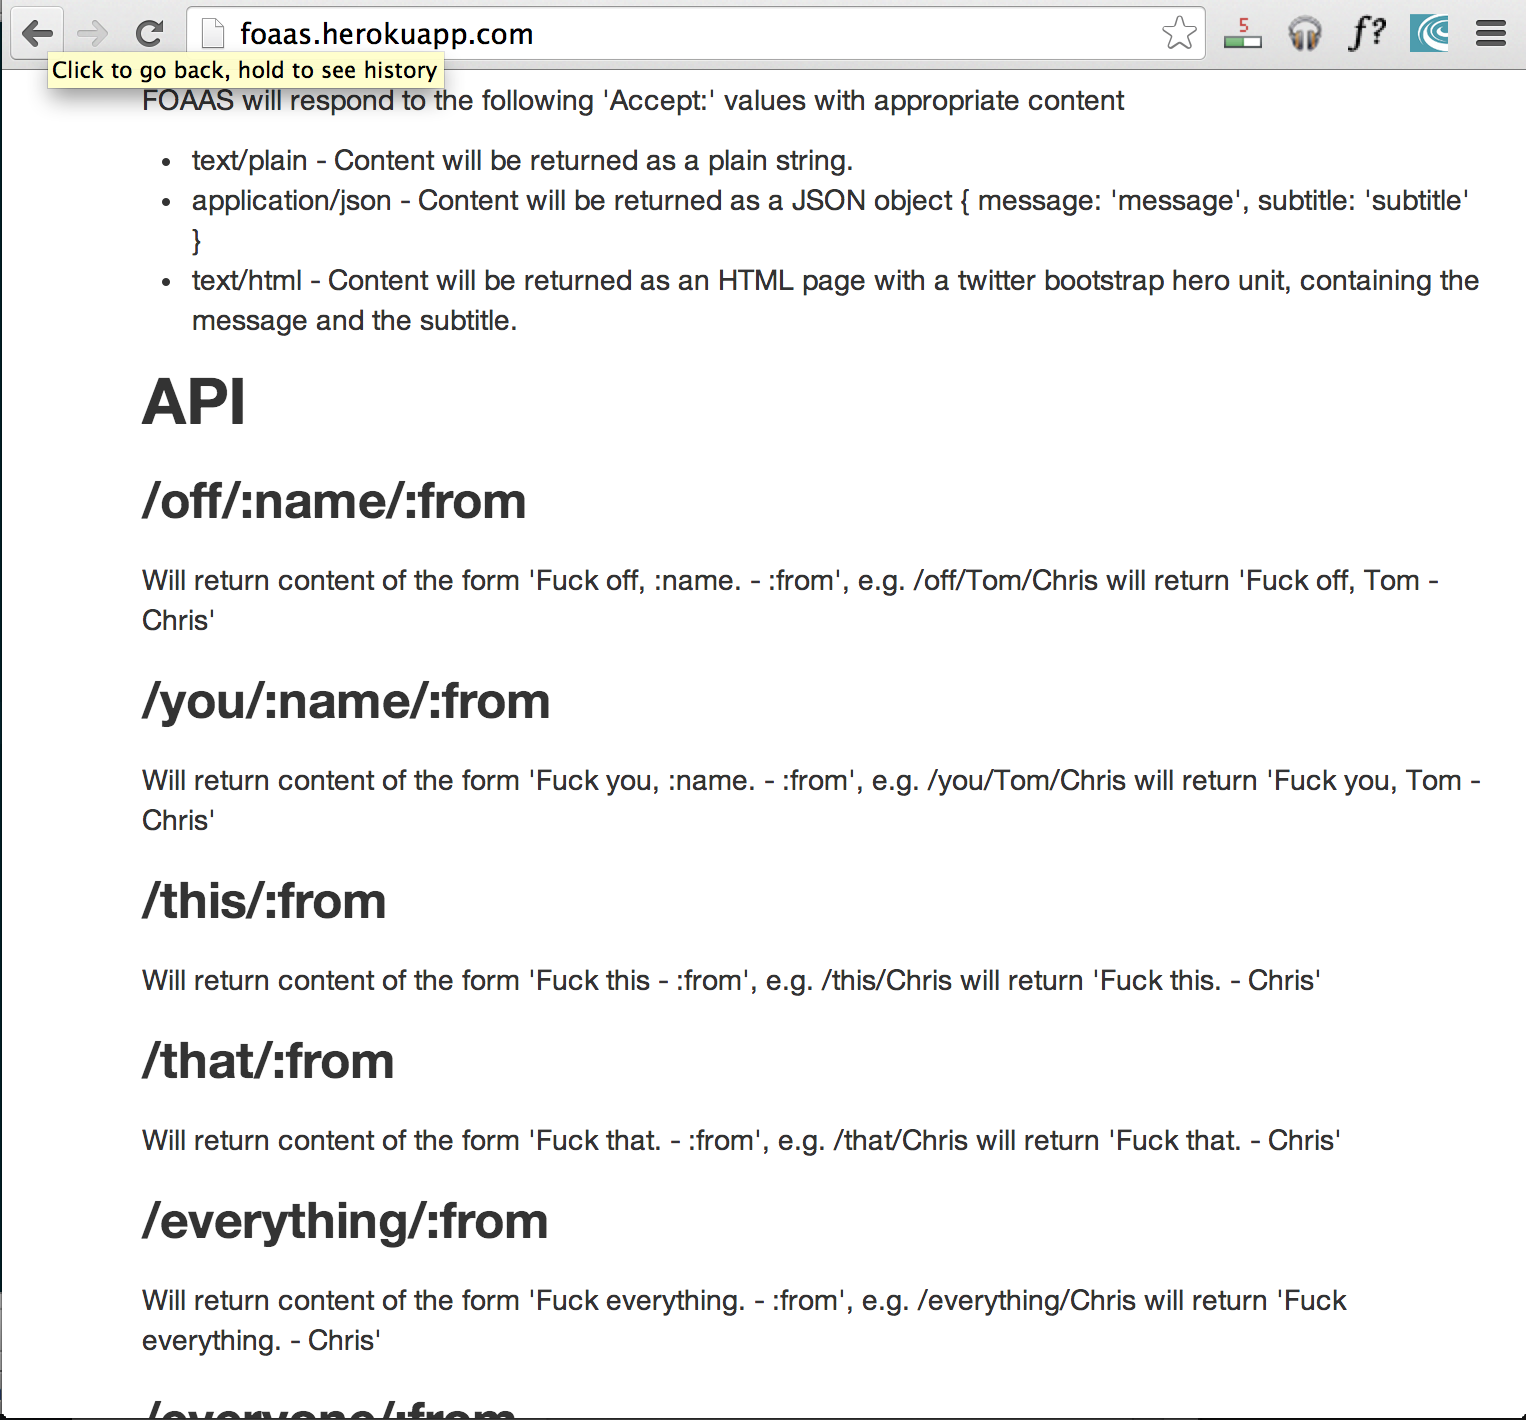 foaas.herokuapp.com
5
f?
Click to go back, hold to see history
FOAAS will respond to the following 'Accept:' values with appropriate content
• text/plain - Content will be returned as a plain string.
• application/json - Content will be returned as a JSON object { message: 'message', subtitle: 'subtitle'
}
• text/html - Content will be returned as an HTML page with a twitter bootstrap hero unit, containing the
message and the subtitle.
API
/off/:name/:from
Will return content of the form 'Fuck off, :name. - :from', e.g. /off/Tom/Chris will return 'Fuck off, Tom -
Chris'
/you/:name/:from
Will return content of the form 'Fuck you, :name. - :from', e.g. /you/Tom/Chris will return 'Fuck you, Tom -
Chris'
/this/:from
Will return content of the form 'Fuck this - :from', e.g. /this/Chris will return 'Fuck this. - Chris'
/that/:from
Will return content of the form 'Fuck that. - :from', e.g. /that/Chris will return 'Fuck that. - Chris'
/everything/:from
Will return content of the form 'Fuck everything. - :from', e.g. /everything/Chris will return 'Fuck
everything. - Chris'
/everyone/:from